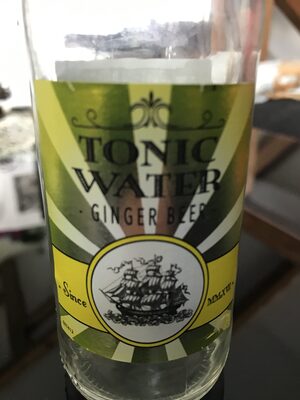 TONIC
WATER
· GINGER BEER ·
· Since